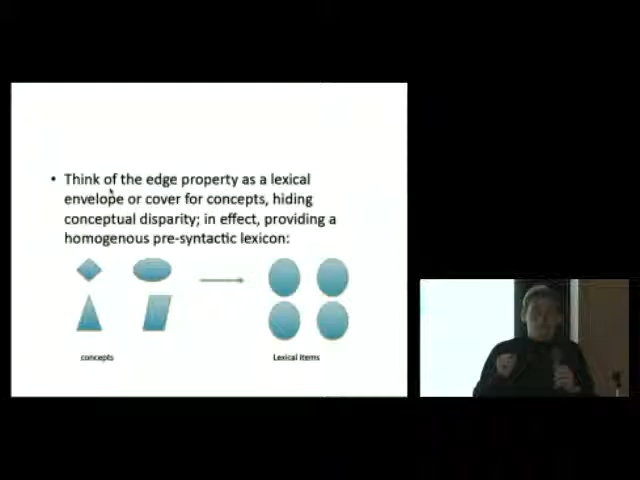 • Think of the edge property as a lexical
envelope or cover for concepts, hiding
conceptual disparity; in effect, providing a
homogenous pre-syntactic lexicon:
concepts
Lexical items